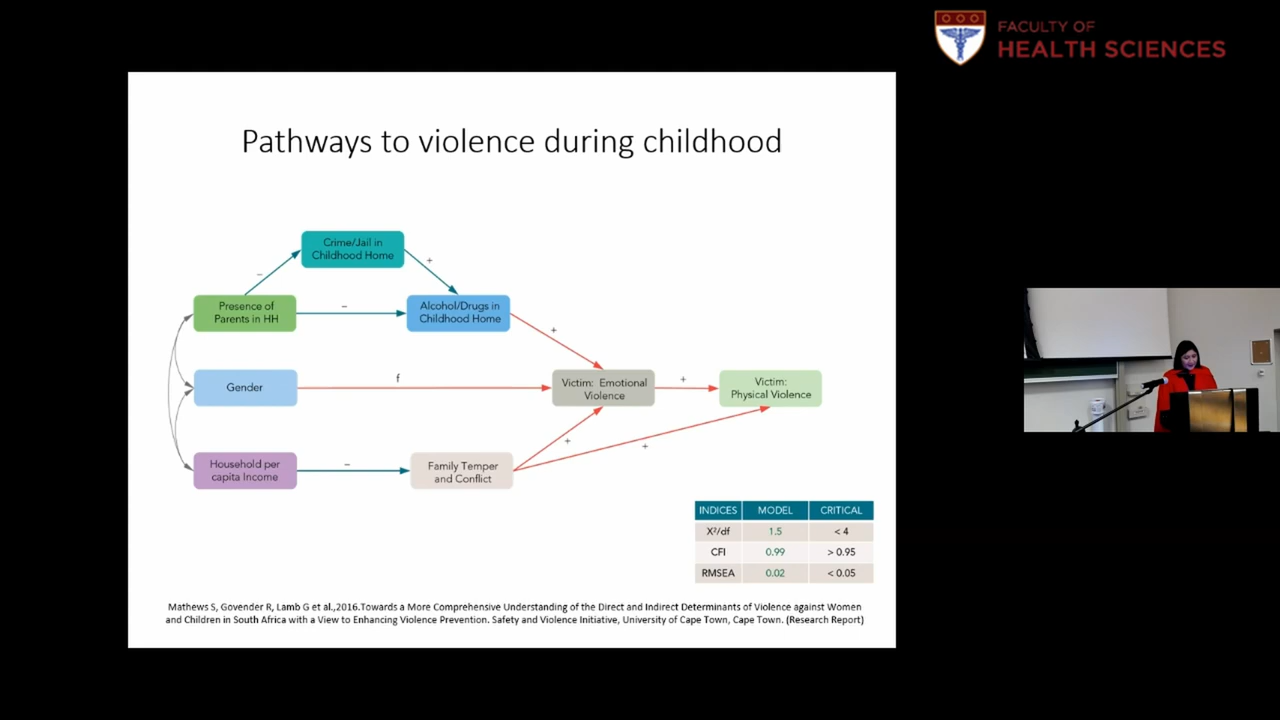 FACULTY OF
HEALTH SCIENCES
Pathways to violence during childhood
Crime/Jail in
Childhood Home
–
+
Presence of
Parents in HH
–
Alcohol/Drugs in
Childhood Home
+
Gender
f
Victim: Emotional
Violence
+
Victim:
Physical Violence
+
+
Household per
capita Income
–
Family Temper
and Conflict
INDICES MODEL CRITICAL
X²/df 1.5 < 4
CFI 0.99 > 0.95
RMSEA 0.02 < 0.05
Mathews S, Govender R, Lamb G et al.,2016.Towards a More Comprehensive Understanding of the Direct and Indirect Determinants of Violence against Women
and Children in South Africa with a View to Enhancing Violence Prevention. Safety and Violence Initiative, University of Cape Town, Cape Town. (Research Report)